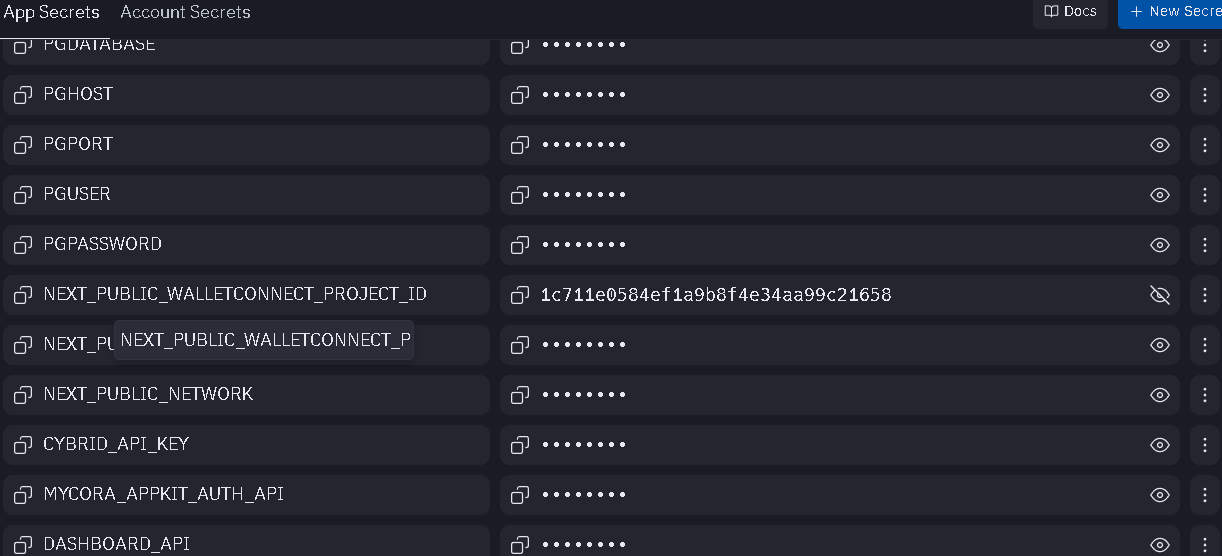 App Secrets Account Secrets Docs + New Secre
PGDATABASE ••••••••
PGHOST ••••••••
PGPORT ••••••••
PGUSER ••••••••
PGPASSWORD ••••••••
NEXT_PUBLIC_WALLETCONNECT_PROJECT_ID 1c711e0584ef1a9b8f4e34aa99c21658
NEXT_PU ••••••••
NEXT_PUBLIC_WALLETCONNECT_P
NEXT_PUBLIC_NETWORK ••••••••
CYBRID_API_KEY ••••••••
MYCORA_APPKIT_AUTH_API ••••••••
DASHBOARD_API ••••••••